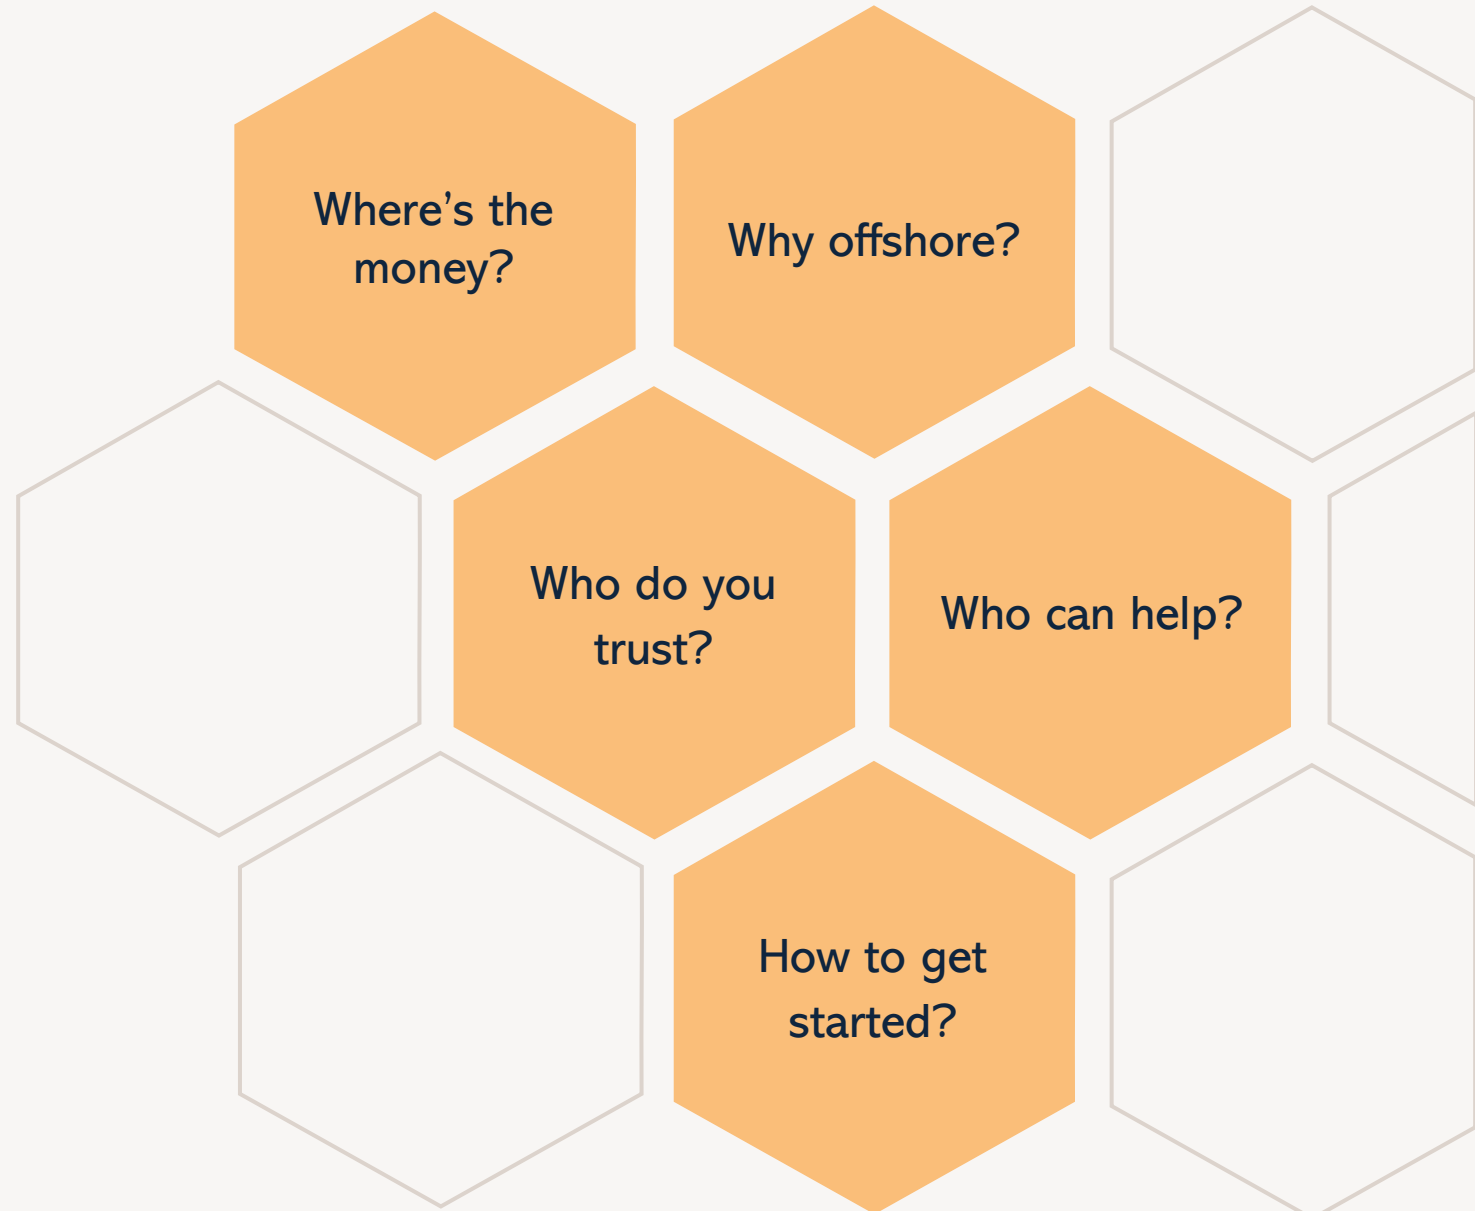 Where’s the
money?
Why offshore?
Who do you
trust?
Who can help?
How to get
started?